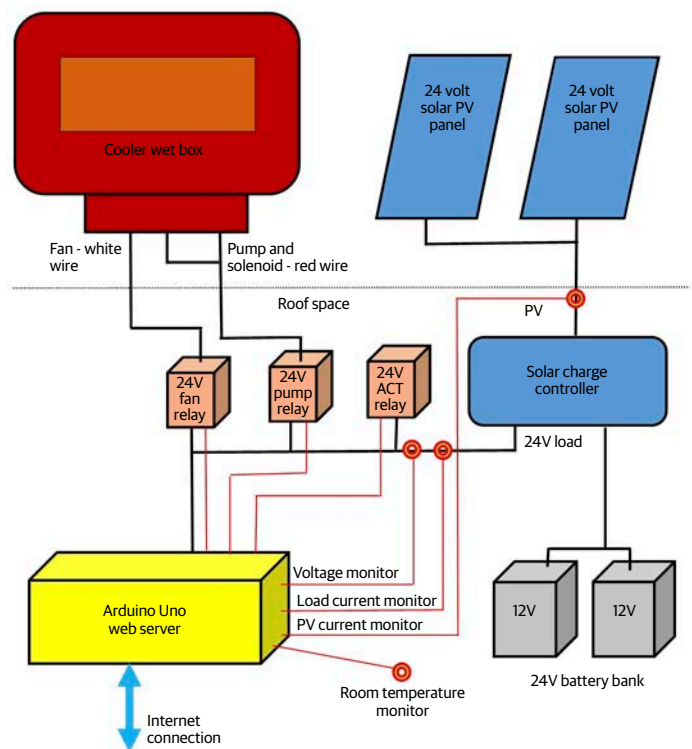 24 volt
solar PV
panel
24 volt
solar PV
panel
Cooler wet box
Fan - white
wire
Pump and
solenoid - red wire
Roof space
PV
24V
fan
relay
24V
pump
relay
24V
ACT
relay
Solar charge
controller
24V load
Voltage monitor
Load current monitor
PV current monitor
Arduino Uno
web server
12V
12V
24V battery bank
Room temperature
monitor
Internet
connection